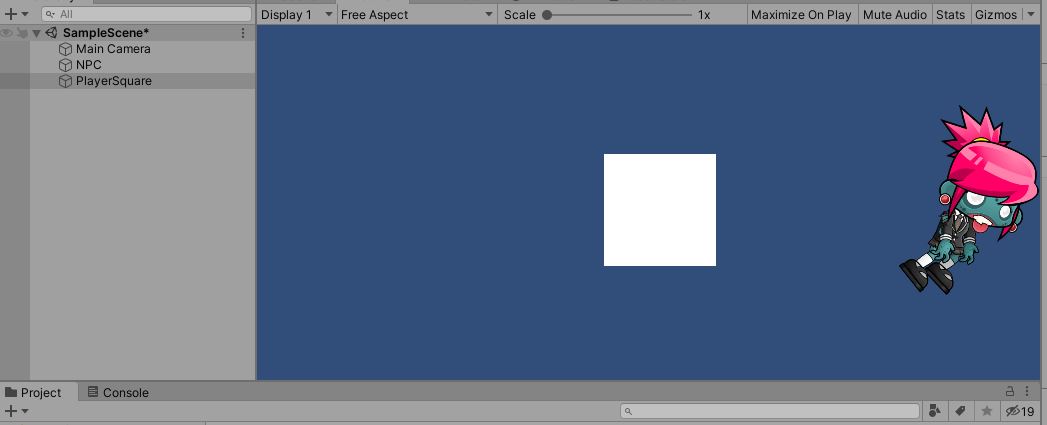 Display 1 Free Aspect Scale 1x Maximize On Play Mute Audio Stats Gizmos
All
SampleScene*
Main Camera
NPC
PlayerSquare
Project Console
19